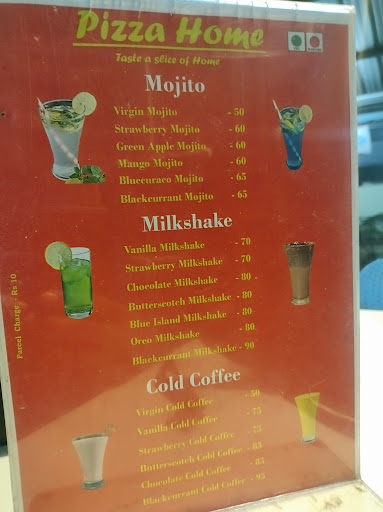 Pizza Home
Taste a slice of Home
Mojito
Virgin Mojito - 50
Strawberry Mojito - 60
Green Apple Mojito - 60
Mango Mojito - 60
Bluecuraco Mojito - 65
Blackcurrant Mojito - 65
Milkshake
Vanilla Milkshake - 70
Strawberry Milkshake - 70
Chocolate Milkshake - 80
Butterscotch Milkshake - 80
Blue Island Milkshake - 80
Oreo Milkshake - 80
Blackcurrant Milkshake - 90
Cold Coffee
Virgin Cold Coffee - 50
Vanilla Cold Coffee - 75
Strawberry Cold Coffee - 75
Butterscotch Cold Coffee - 85
Chocolate Cold Coffee - 85
Blackcurrant Cold Coffee - 95
Parcel Charge - Rs 10